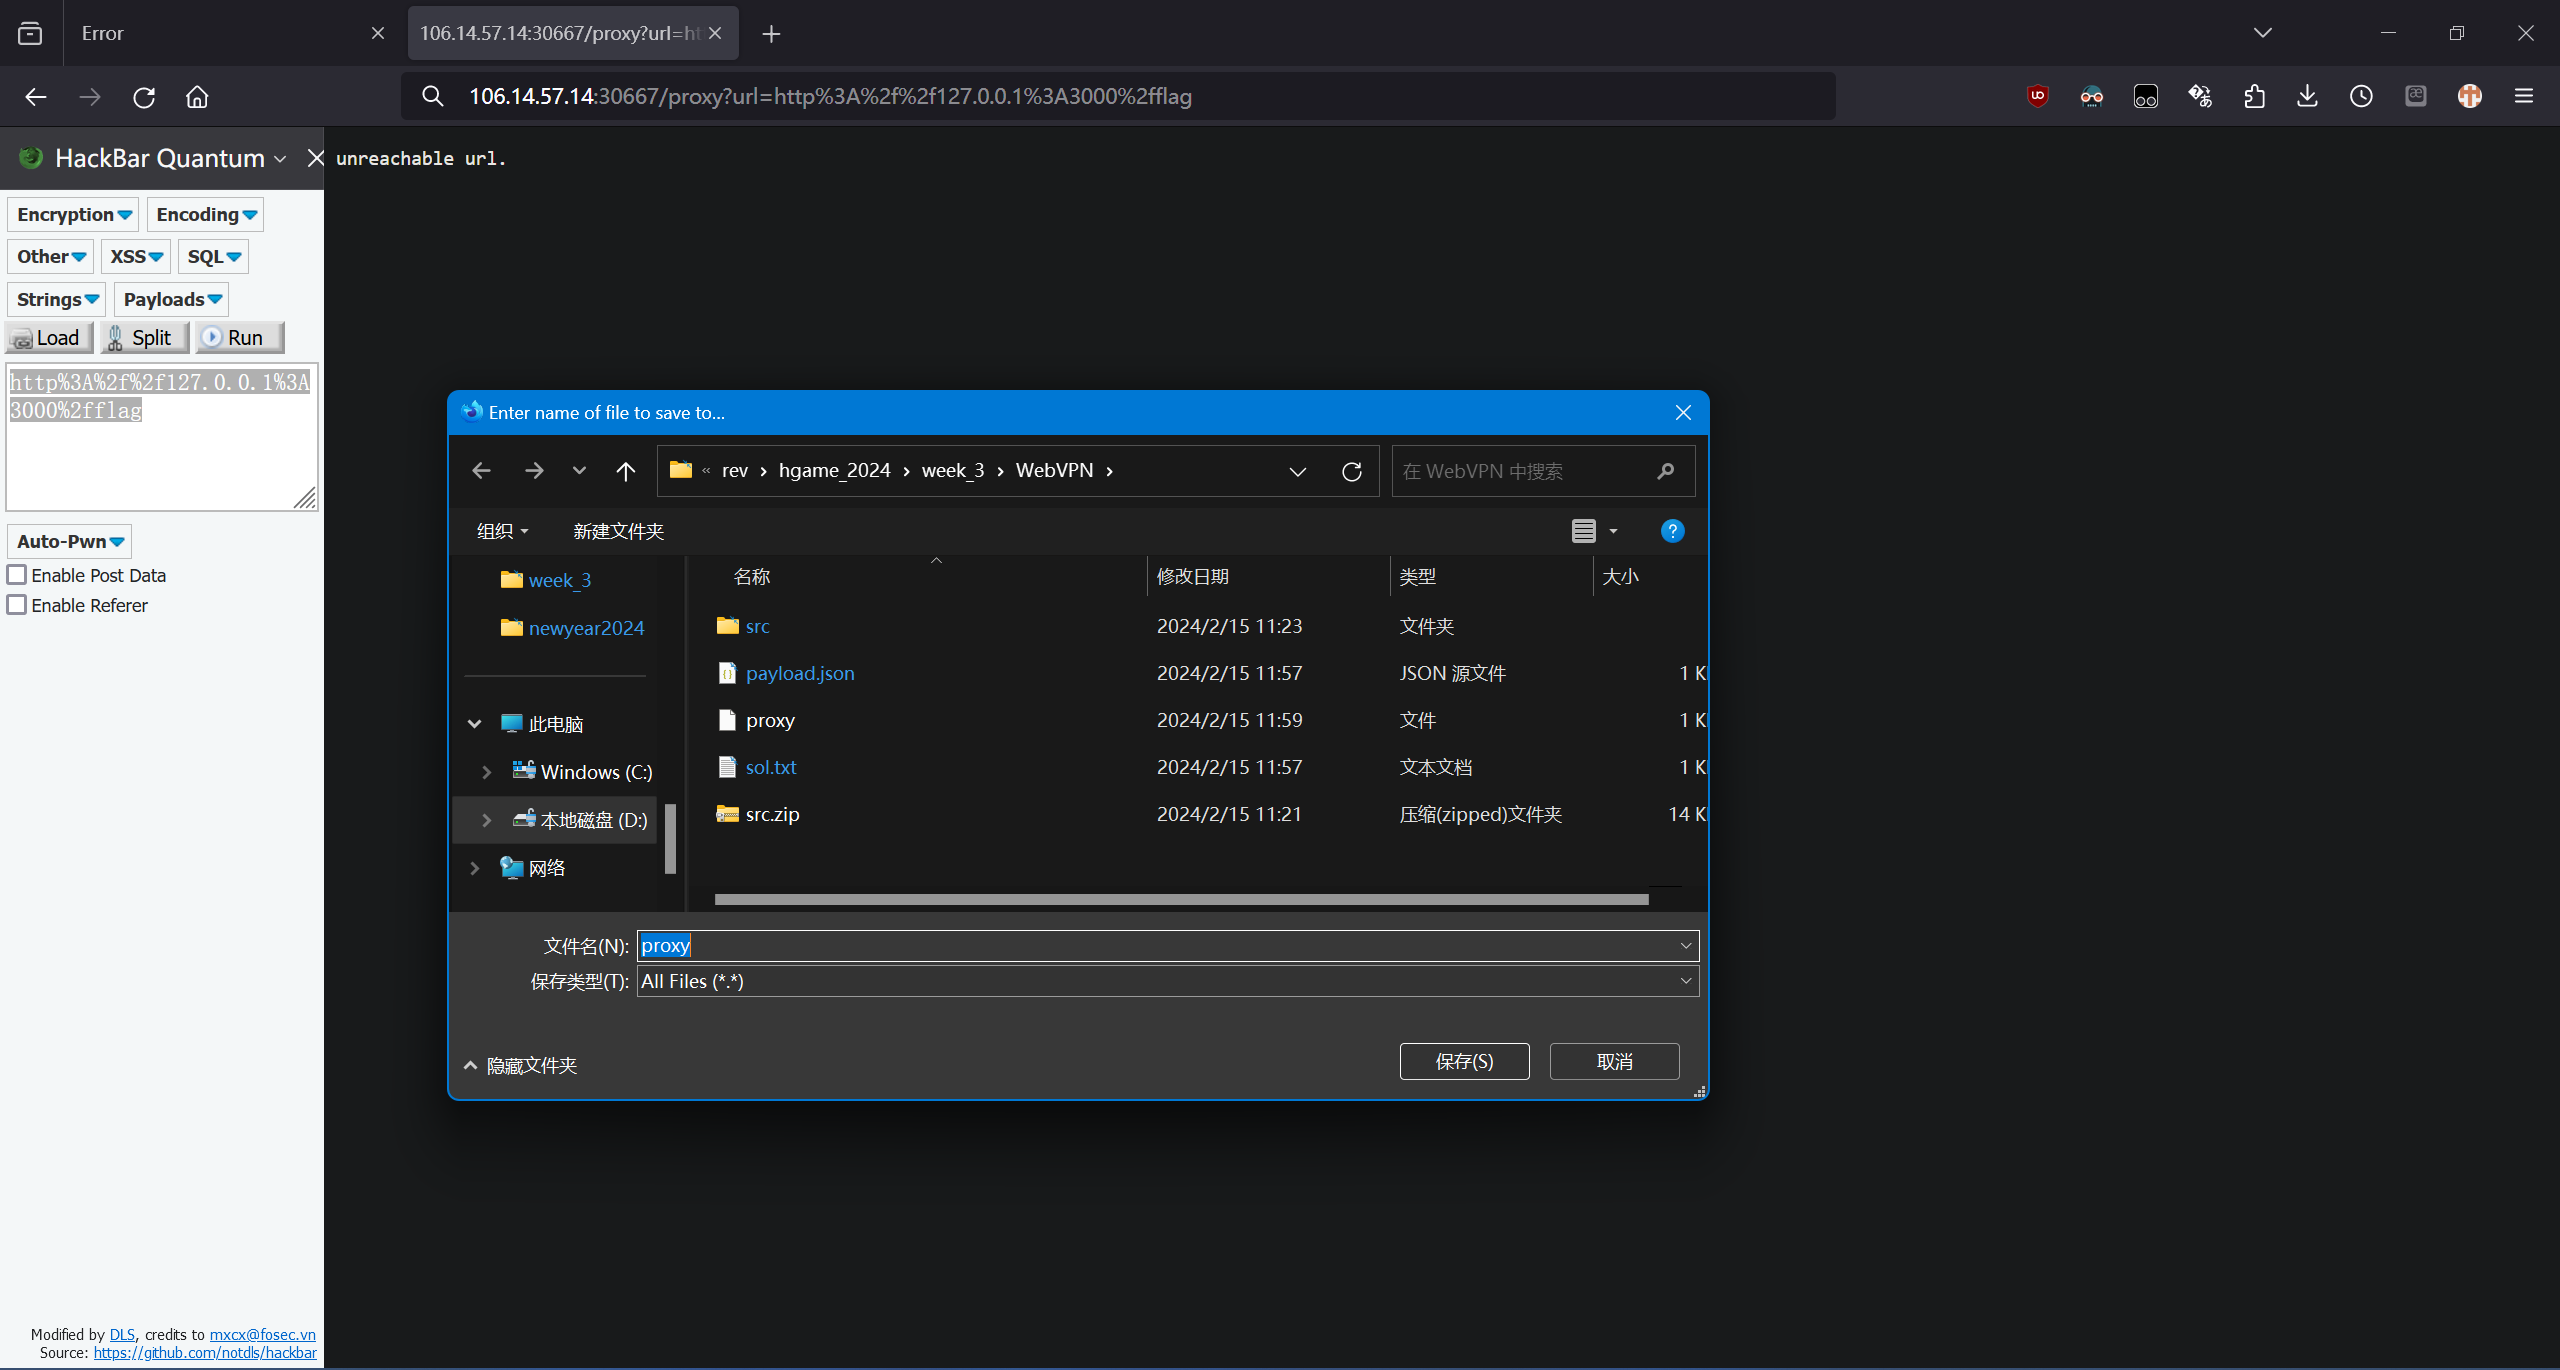 Error
106.14.57.14:30667/proxy?url=ht
106.14.57.14:30667/proxy?url=http%3A%2f%2f127.0.0.1%3A3000%2fflag
HackBar Quantum
unreachable url.
Encryption
Encoding
Other
XSS
SQL
Strings
Payloads
Load
Split
Run
http%3A%2f%2f127.0.0.1%3A
3000%2fflag
Auto-Pwn
Enable Post Data
Enable Referer
Modified by DLS, credits to mxcx@fosec.vn
Source: https://github.com/notdls/hackbar
Enter name of file to save to...
« rev › hgame_2024 › week_3 › WebVPN ›
在 WebVPN 中搜索
组织
新建文件夹
week_3
newyear2024
此电脑
Windows (C:)
本地磁盘 (D:)
网络
名称 修改日期 类型 大小
src 2024/2/15 11:23 文件夹
payload.json 2024/2/15 11:57 JSON 源文件 1 K
proxy 2024/2/15 11:59 文件 1 K
sol.txt 2024/2/15 11:57 文本文档 1 K
src.zip 2024/2/15 11:21 压缩(zipped)文件夹 14 K
文件名(N): proxy
保存类型(T): All Files (*.*)
隐藏文件夹
保存(S)
取消